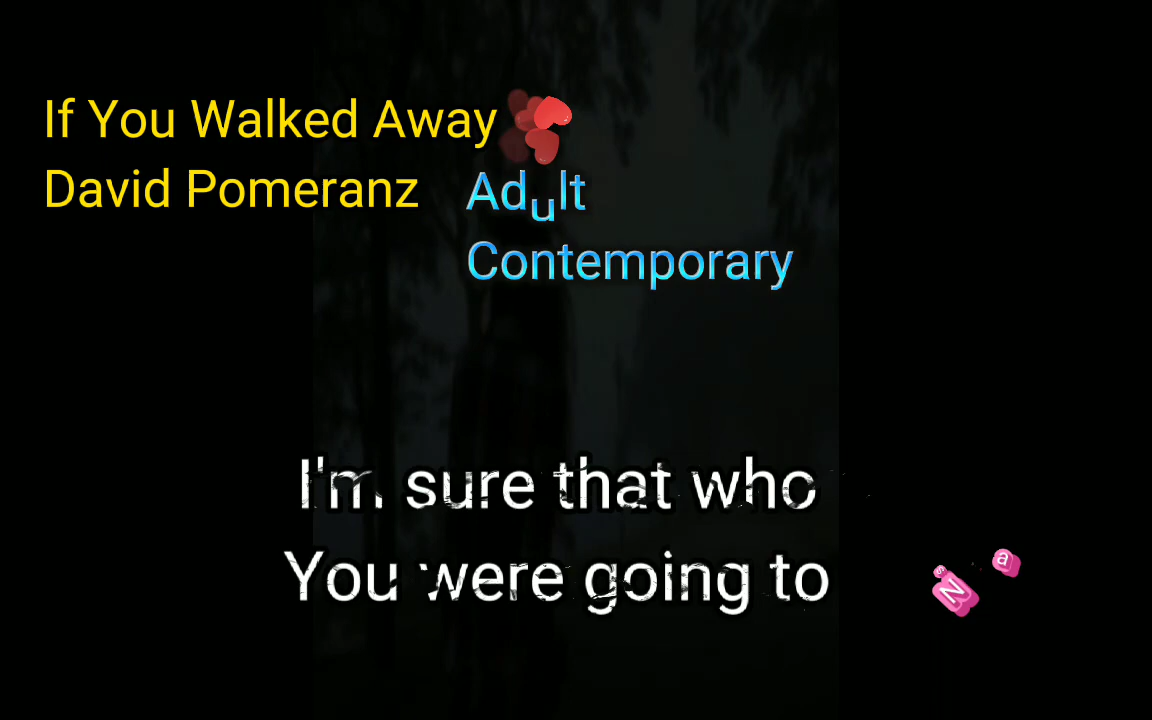 If You Walked Away
David Pomeranz
Adult
Contemporary
I'm sure that who
You were going to
N a